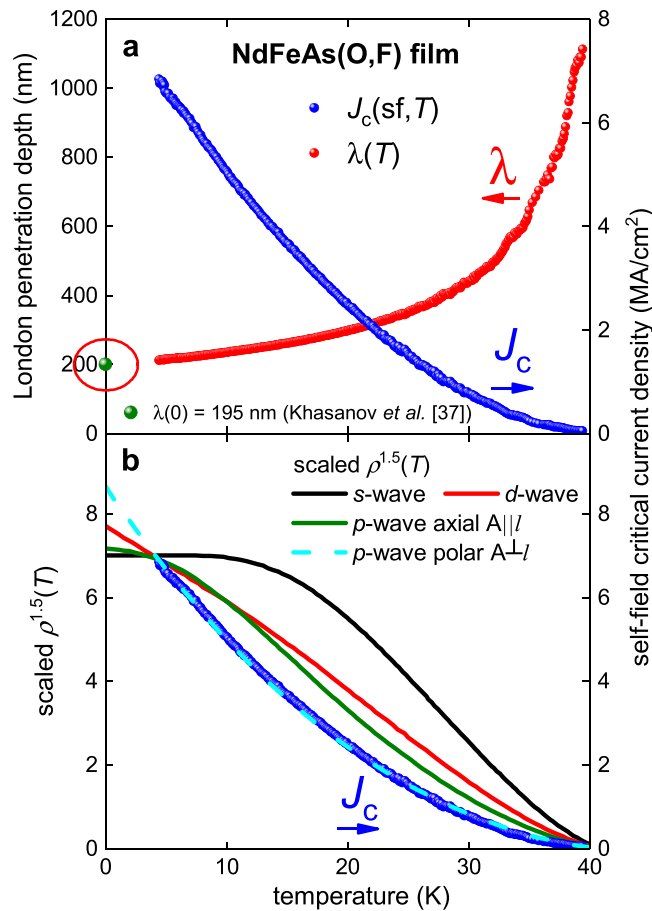 a
NdFeAs(O,F) film
Jc(sf,T)
λ(T)
λ
Jc
λ(0) = 195 nm (Khasanov et al. [37])
London penetration depth (nm)
1200
1000
800
600
400
200
0
8
6
4
2
0
self-field critical current density (MA/cm²)
b
scaled ρ^1.5(T)
s-wave
d-wave
p-wave axial A||l
p-wave polar A⊥l
Jc
scaled ρ^1.5(T)
8
6
4
2
0
8
6
4
2
0
0 10 20 30 40
temperature (K)